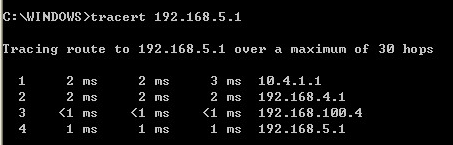 C:\WINDOWS>tracert 192.168.5.1
Tracing route to 192.168.5.1 over a maximum of 30 hops
1 2 ms 2 ms 3 ms 10.4.1.1
2 2 ms 2 ms 2 ms 192.168.4.1
3 <1 ms <1 ms <1 ms 192.168.100.4
4 1 ms 1 ms 1 ms 192.168.5.1